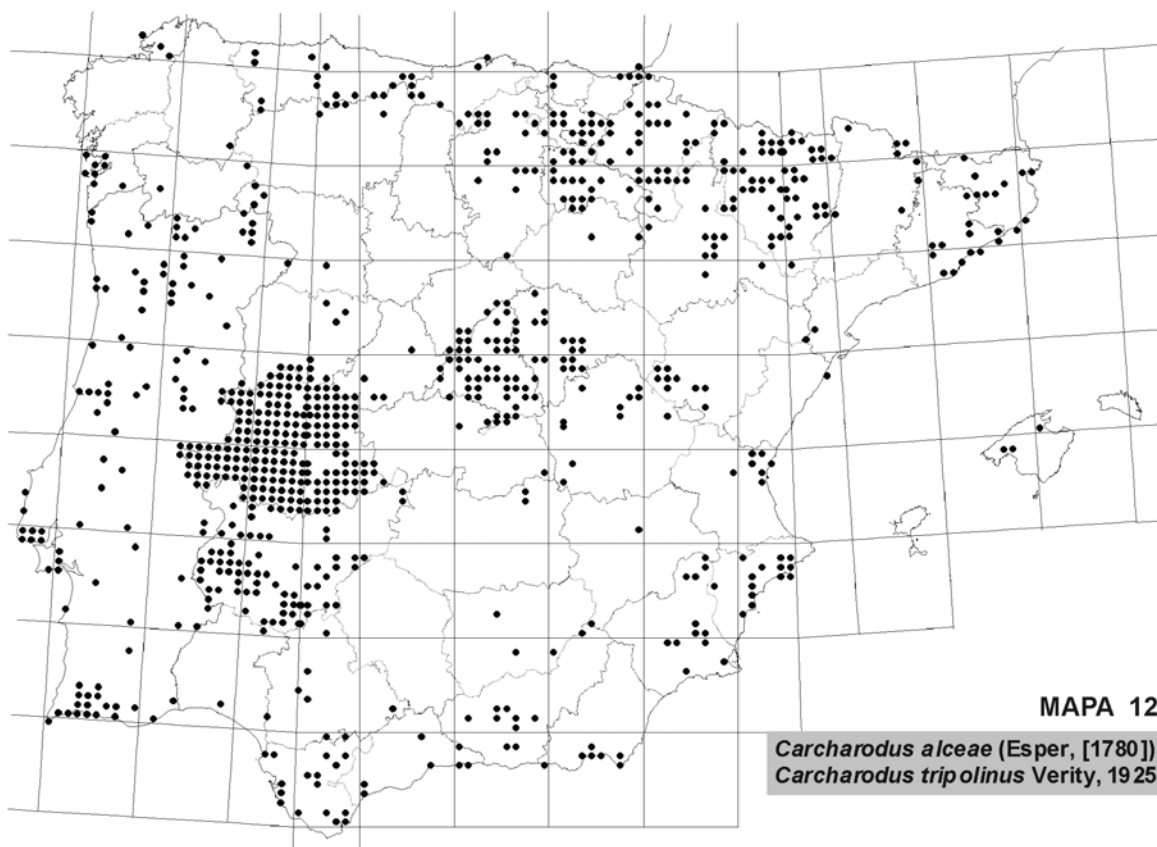 MAPA 12
Carcharodus alceae (Esper, [1780])
Carcharodus tripolinus Verity, 1925